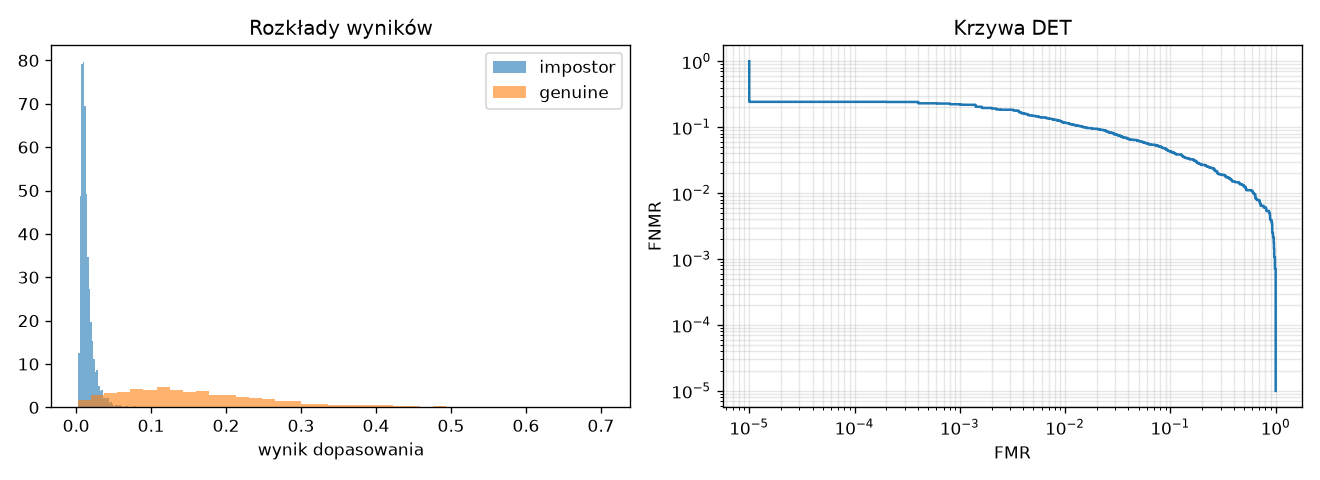 Rozkłady wyników
80
70
60
50
40
30
20
10
0
0.0 0.1 0.2 0.3 0.4 0.5 0.6 0.7
wynik dopasowania
impostor
genuine
Krzywa DET
FNMR
10⁰
10⁻¹
10⁻²
10⁻³
10⁻⁴
10⁻⁵
10⁻⁵ 10⁻⁴ 10⁻³ 10⁻² 10⁻¹ 10⁰
FMR